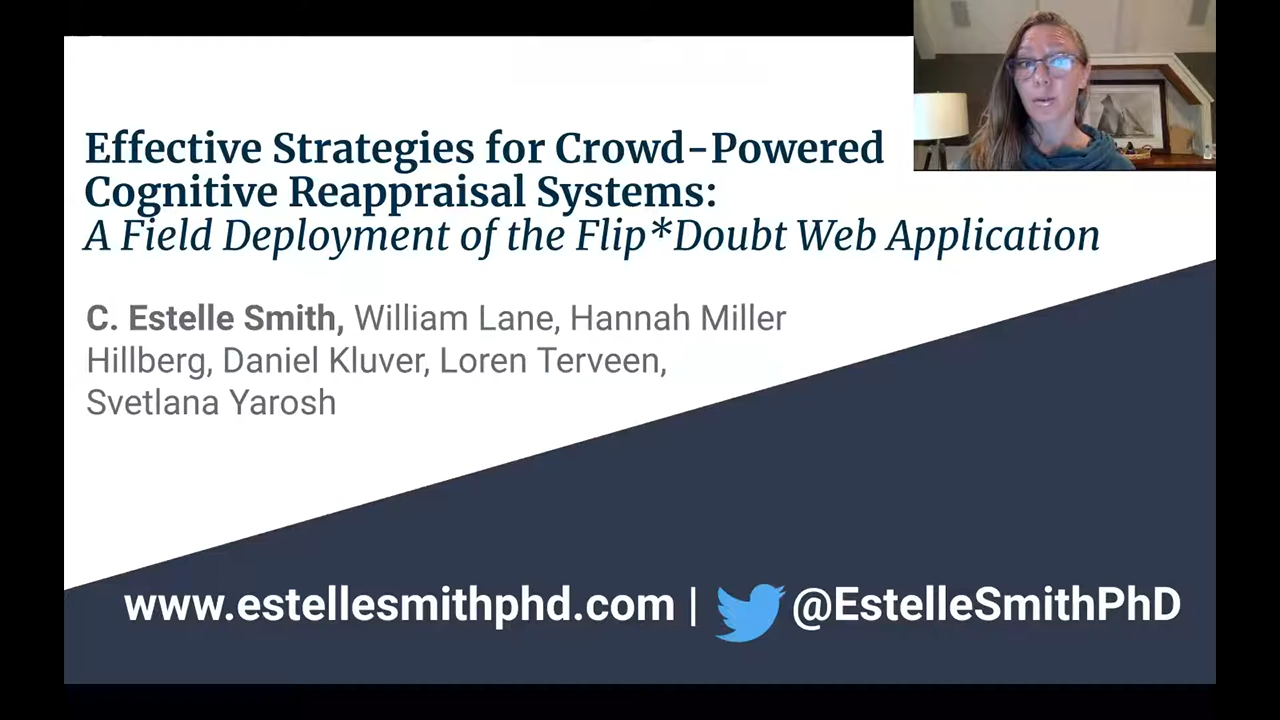 Effective Strategies for Crowd-Powered
Cognitive Reappraisal Systems:
A Field Deployment of the Flip*Doubt Web Application
C. Estelle Smith, William Lane, Hannah Miller
Hillberg, Daniel Kluver, Loren Terveen,
Svetlana Yarosh
www.estellesmithphd.com | @EstelleSmithPhD